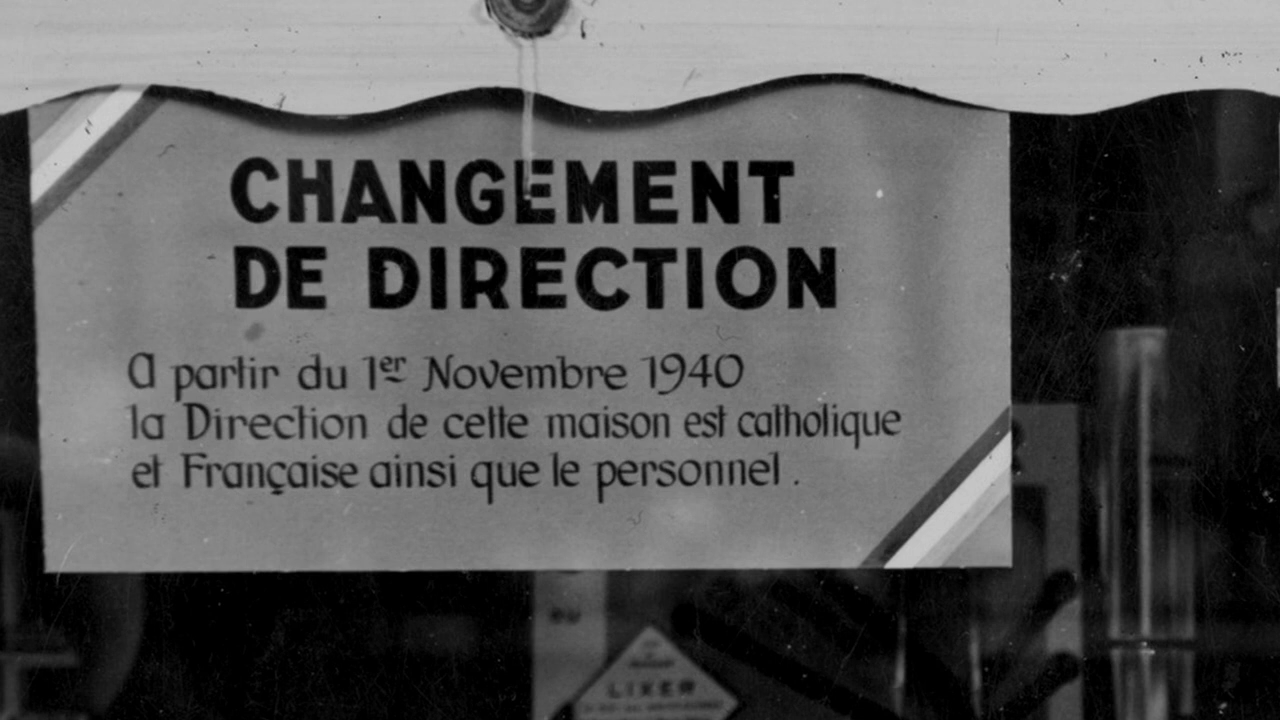 CHANGEMENT
DE DIRECTION
A partir du 1er Novembre 1940
la Direction de cette maison est catholique
et Française ainsi que le personnel.
LIXER